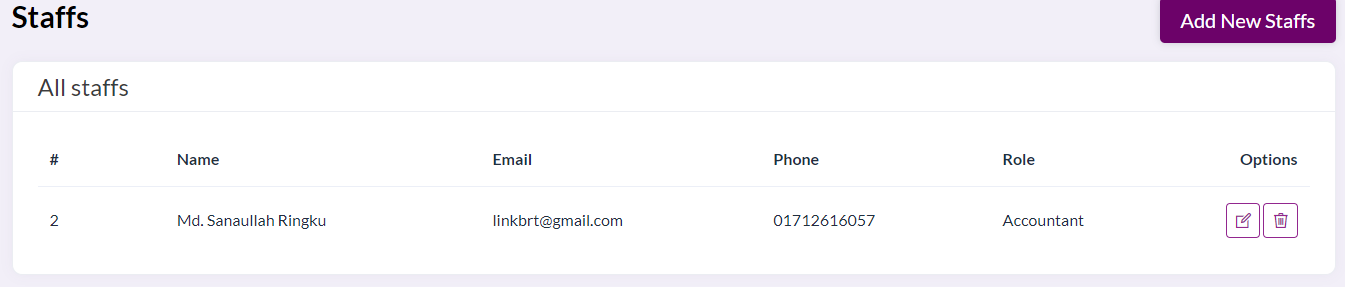 Staffs
Add New Staffs
All staffs
# Name Email Phone Role Options
2 Md. Sanaullah Ringku linkbrt@gmail.com 01712616057 Accountant